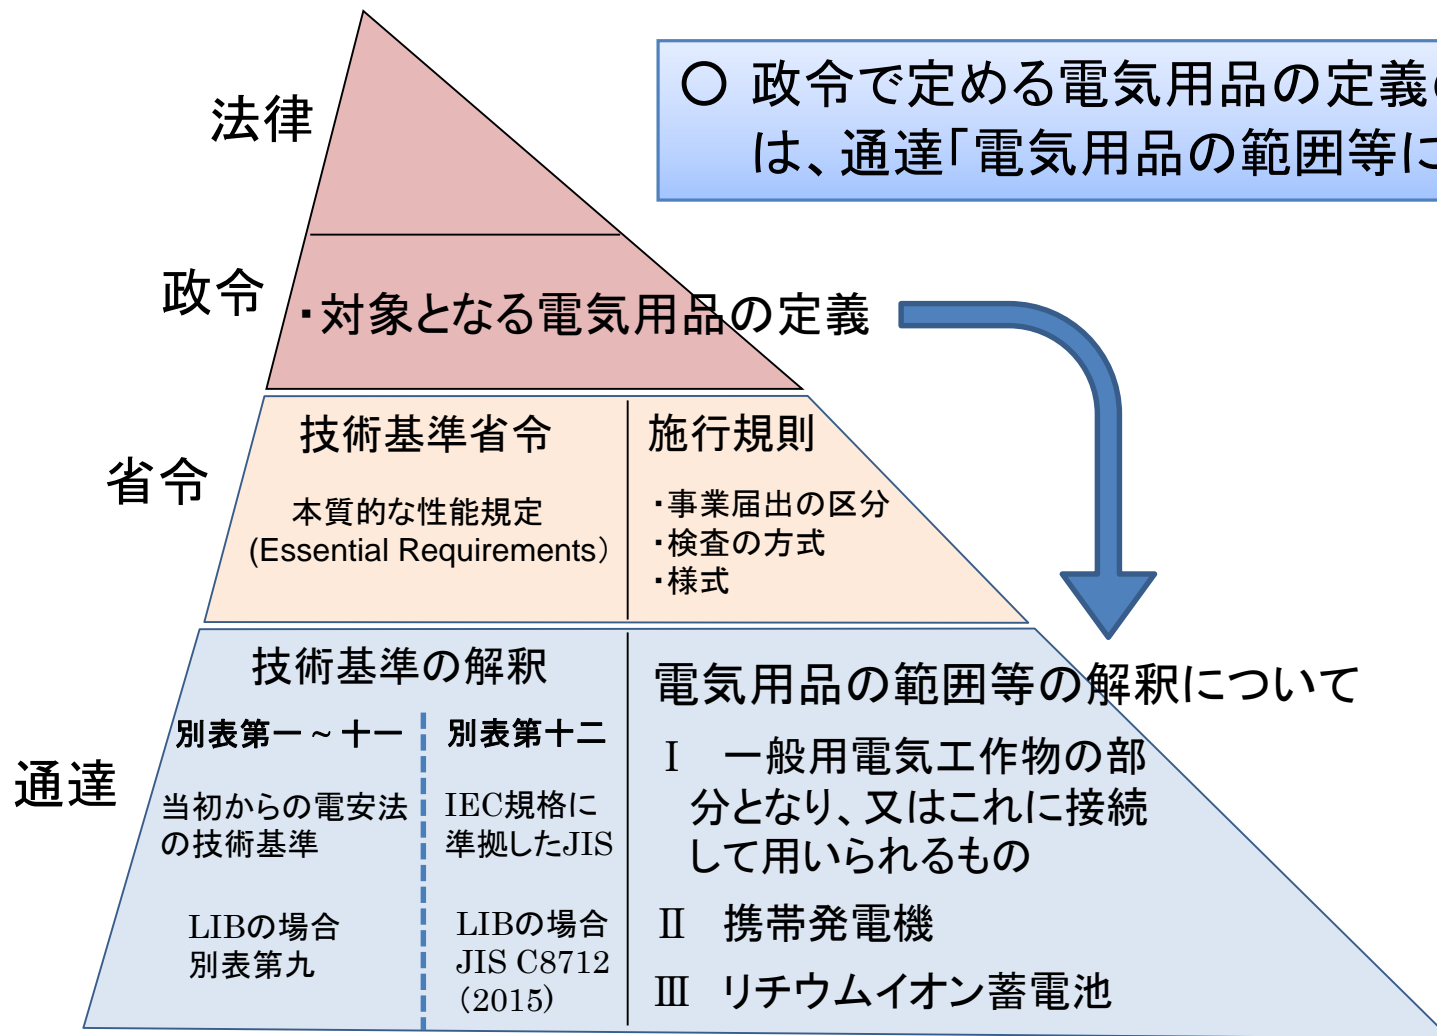 法律
〇 政令で定める電気用品の定義
は、通達「電気用品の範囲等に
政令
・対象となる電気用品の定義
省令
技術基準省令
本質的な性能規定
(Essential Requirements）
施行規則
・事業届出の区分
・検査の方式
・様式
通達
技術基準の解釈
別表第一 ~ 十一
当初からの電安法
の技術基準
LIBの場合
別表第九
別表第十二
IEC規格に
準拠したJIS
LIBの場合
JIS C8712
(2015)
電気用品の範囲等の解釈について
Ⅰ 一般用電気工作物の部
分となり、又はこれに接続
して用いられるもの
Ⅱ 携帯発電機
Ⅲ リチウムイオン蓄電池